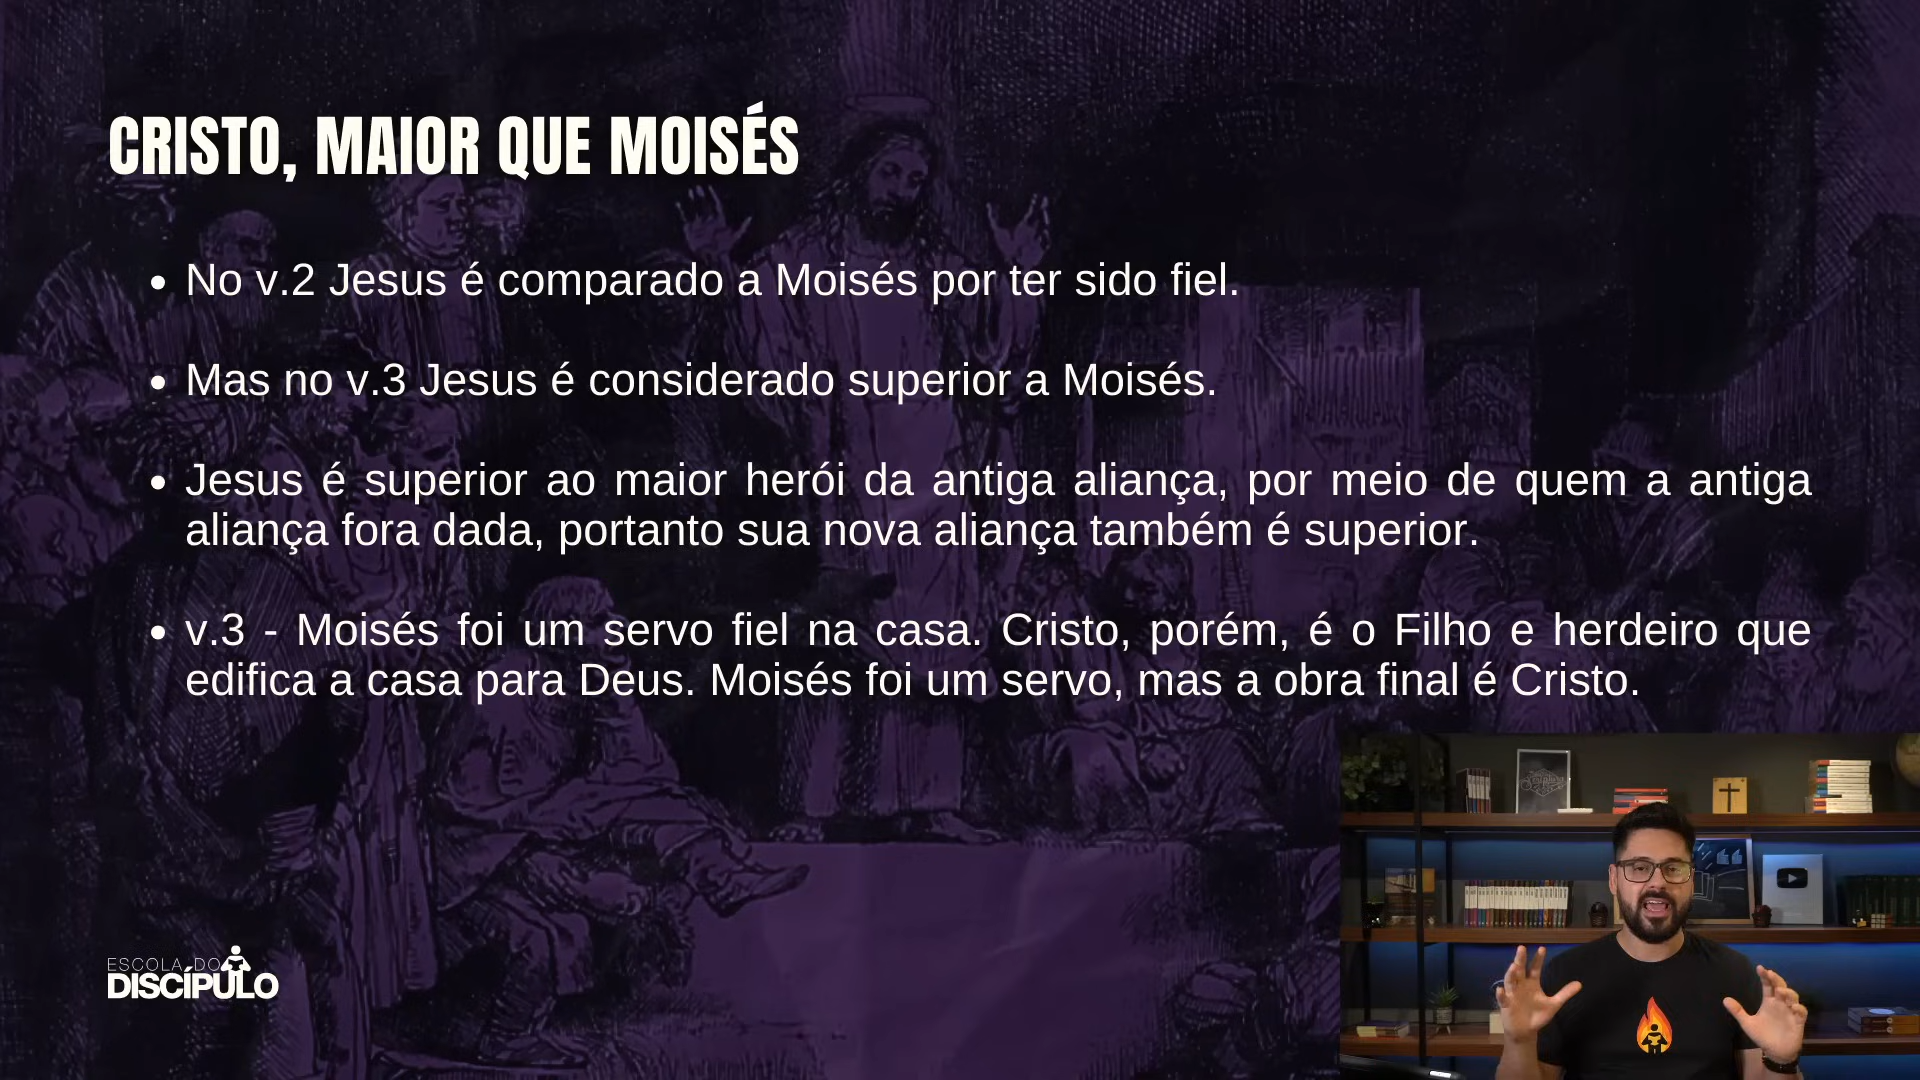 CRISTO, MAIOR QUE MOISÉS
No v.2 Jesus é comparado a Moisés por ter sido fiel.
Mas no v.3 Jesus é considerado superior a Moisés.
Jesus é superior ao maior herói da antiga aliança, por meio de quem a antiga
aliança fora dada, portanto sua nova aliança também é superior.
v.3 - Moisés foi um servo fiel na casa. Cristo, porém, é o Filho e herdeiro que
edifica a casa para Deus. Moisés foi um servo, mas a obra final é Cristo.
ESCOLA DO
DISCÍPULO